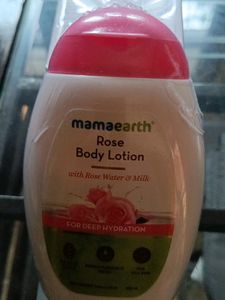 mamaearth
Rose
Body Lotion
with Rose Water & Milk
FOR DEEP HYDRATION